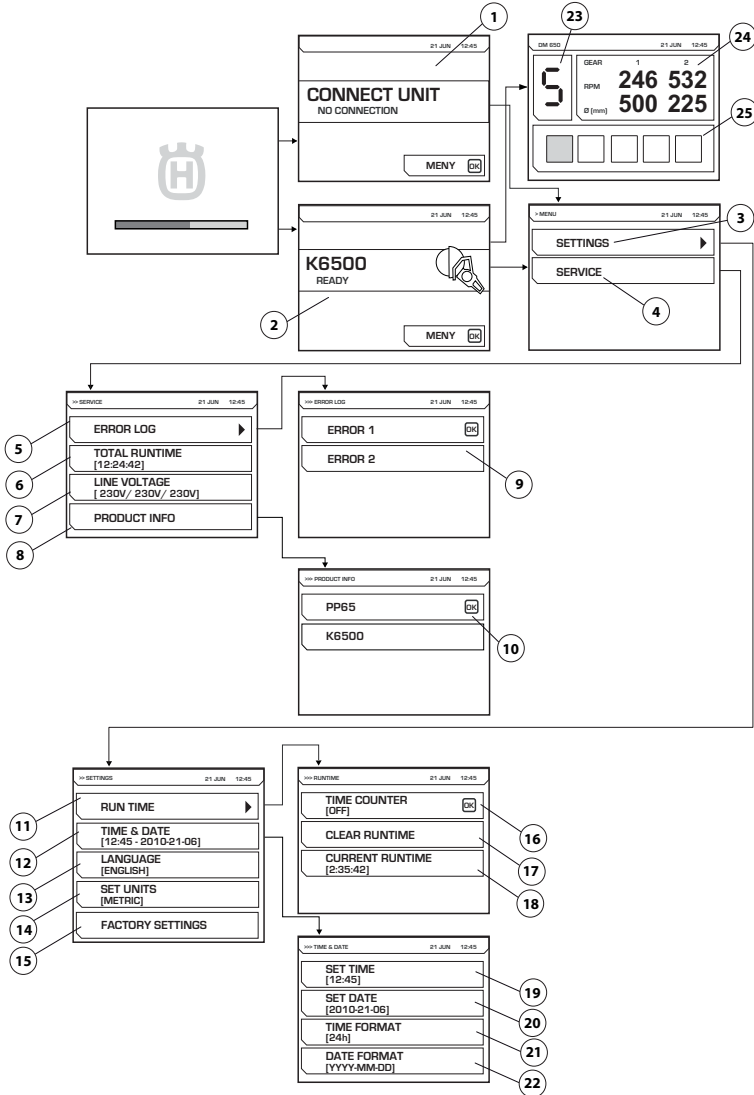 1
21 JUN 12:45
CONNECT UNIT
NO CONNECTION
MENY OK
23
24
25
DM 650 21 JUN 12:45
GEAR 1 2
RPM 246 532
Ø [mm] 500 225
5
H
21 JUN 12:45
K6500
READY
MENY OK
2
> MENU 21 JUN 12:45
SETTINGS
SERVICE
3
4
>> SERVICE 21 JUN 12:45
ERROR LOG
TOTAL RUNTIME
[12:24:42]
LINE VOLTAGE
[ 230V/ 230V/ 230V]
PRODUCT INFO
5
6
7
8
>>> ERROR LOG 21 JUN 12:45
ERROR 1 OK
ERROR 2
9
>>> PRODUCT INFO 21 JUN 12:45
PP65 OK
K6500
10
>> SETTINGS 21 JUN 12:45
RUN TIME
TIME & DATE
[12:45 - 2010-21-06]
LANGUAGE
[ENGLISH]
SET UNITS
[METRIC]
FACTORY SETTINGS
11
12
13
14
15
>>> RUNTIME 21 JUN 12:45
TIME COUNTER
[OFF]
OK
CLEAR RUNTIME
CURRENT RUNTIME
[2:35:42]
16
17
18
>>> TIME & DATE 21 JUN 12:45
SET TIME
[12:45]
SET DATE
[2010-21-06]
TIME FORMAT
[24h]
DATE FORMAT
[YYYY-MM-DD]
19
20
21
22